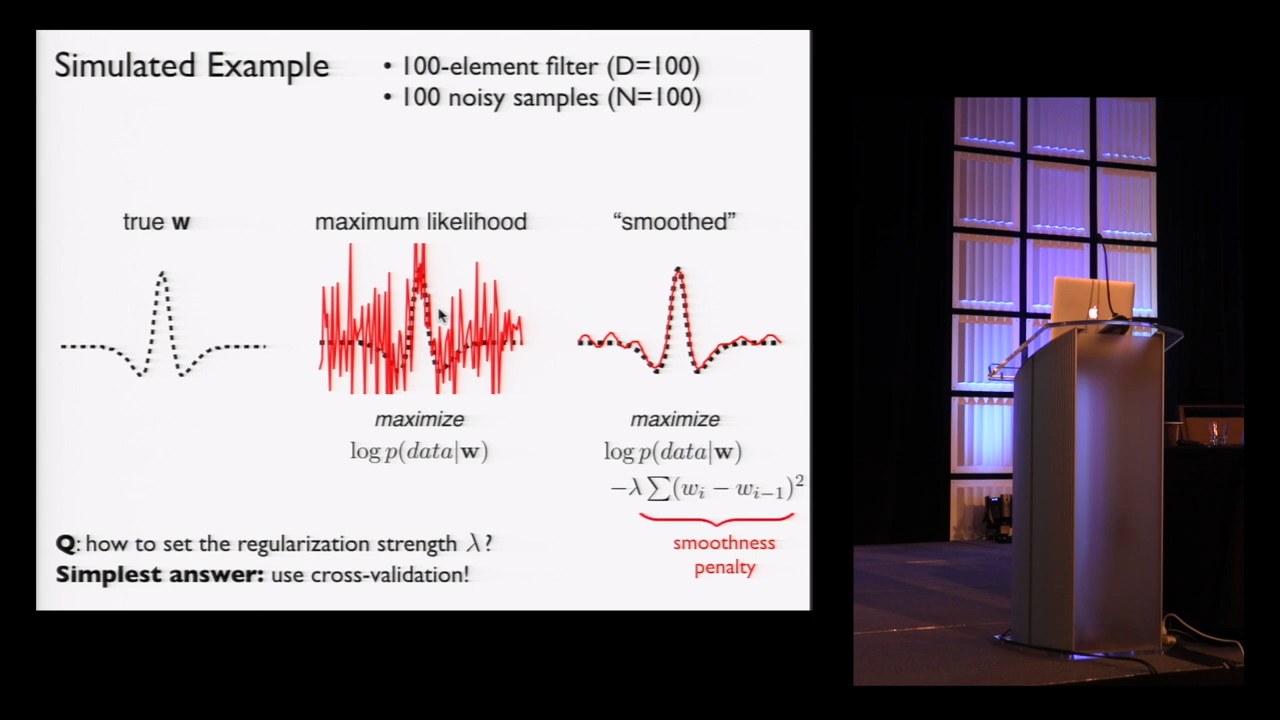 Simulated Example
• 100-element filter (D=100)
• 100 noisy samples (N=100)
true w
maximum likelihood
“smoothed”
maximize
log p(data|w)
maximize
log p(data|w)
−λ∑(wᵢ − wᵢ₋₁)²
smoothness
penalty
Q: how to set the regularization strength λ?
Simplest answer: use cross-validation!